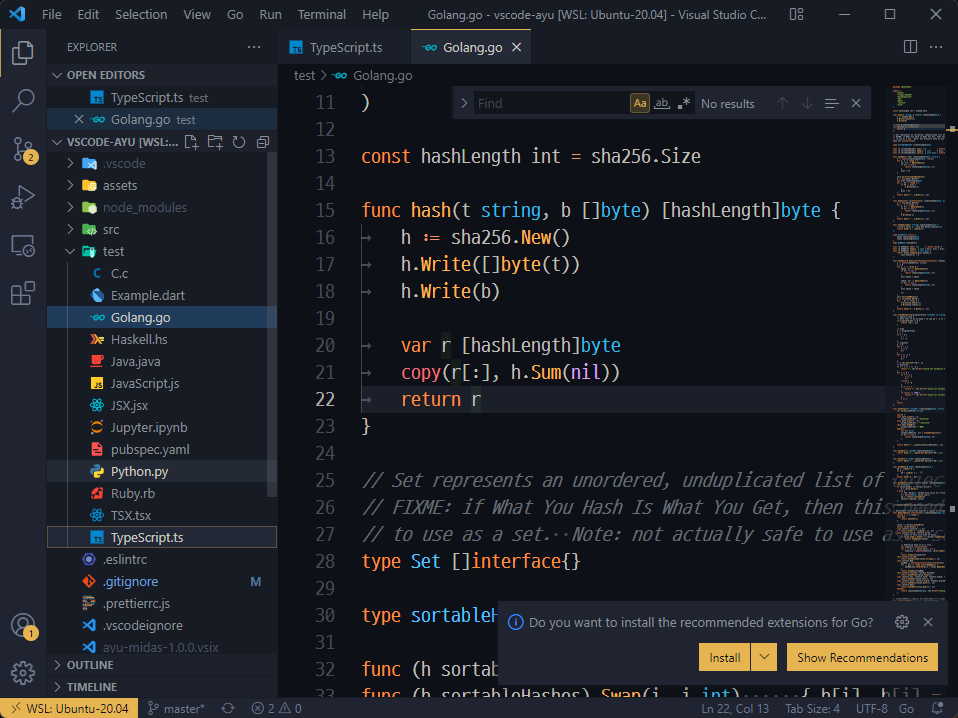 File Edit Selection View Go Run Terminal Help Golang.go - vscode-ayu [WSL: Ubuntu-20.04] - Visual Studio C...
EXPLORER
OPEN EDITORS
TypeScript.ts test
Golang.go test
VSCODE-AYU [WSL:...
.vscode
assets
node_modules
src
test
C.c
Example.dart
Golang.go
Haskell.hs
Java.java
JavaScript.js
JSX.jsx
Jupyter.ipynb
pubspec.yaml
Python.py
Ruby.rb
TSX.tsx
TypeScript.ts
.eslintrc
.gitignore M
.prettierrc.js
.vscodeignore
ayu-midas-1.0.0.vsix
OUTLINE
TIMELINE
2
1
TypeScript.ts Golang.go
test > Golang.go
Find Aa ab .* No results
11 )
12
13 const hashLength int = sha256.Size
14
15 func hash(t string, b []byte) [hashLength]byte {
16 → h := sha256.New()
17 → h.Write([]byte(t))
18 → h.Write(b)
19
20 → var r [hashLength]byte
21 → copy(r[:], h.Sum(nil))
22 → return r
23 }
24
25 // Set represents an unordered, unduplicated list of
26 // FIXME: if What You Hash Is What You Get, then this
27 // to use as a set.··Note: not actually safe to use
28 type Set []interface{}
29
30 type sortableH
31
32 func (h sortab
33 func (h sortableHashes) Swap(i, j int)······{ h[i], h[j] =
Do you want to install the recommended extensions for Go?
Install Show Recommendations
WSL: Ubuntu-20.04 master* 2 0 Ln 22, Col 13 Tab Size: 4 UTF-8 Go